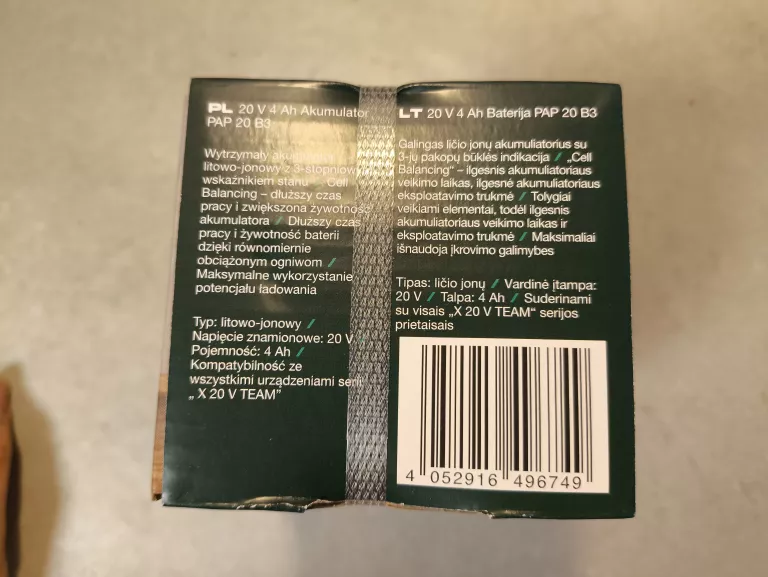 PL 20 V 4 Ah Akumulator
PAP 20 B3
Wytrzymały akumulator
litowo-jonowy z 3-stopniowym
wskaźnikiem stanu / „Cell
Balancing – dłuższy czas
pracy i zwiększona żywotność
akumulatora / Dłuższy czas
pracy i żywotność baterii
dzięki równomiernie
obciążonym ogniwom /
Maksymalne wykorzystanie
potencjału ładowania
Typ: litowo-jonowy /
Napięcie znamionowe: 20 V /
Pojemność: 4 Ah /
Kompatybilność ze
wszystkimi urządzeniami serii
„ X 20 V TEAM”
LT 20 V 4 Ah Baterija PAP 20 B3
Galingas ličio jonų akumuliatorius su
3-jų pakopų būklės indikacija / „Cell
Balancing“ – ilgesnis akumuliatoriaus
veikimo laikas, ilgesnė akumuliatoriaus
eksploatavimo trukmė / Tolygiai
veikiami elementai, todėl ilgesnis
akumuliatoriaus veikimo laikas ir
eksploatavimo trukmė / Maksimaliai
išnaudoja įkrovimo galimybes
Tipas: ličio jonų / Vardinė įtampa:
20 V / Talpa: 4 Ah / Suderinami
su visais „X 20 V TEAM“ serijos
prietaisais
4 052916 496749